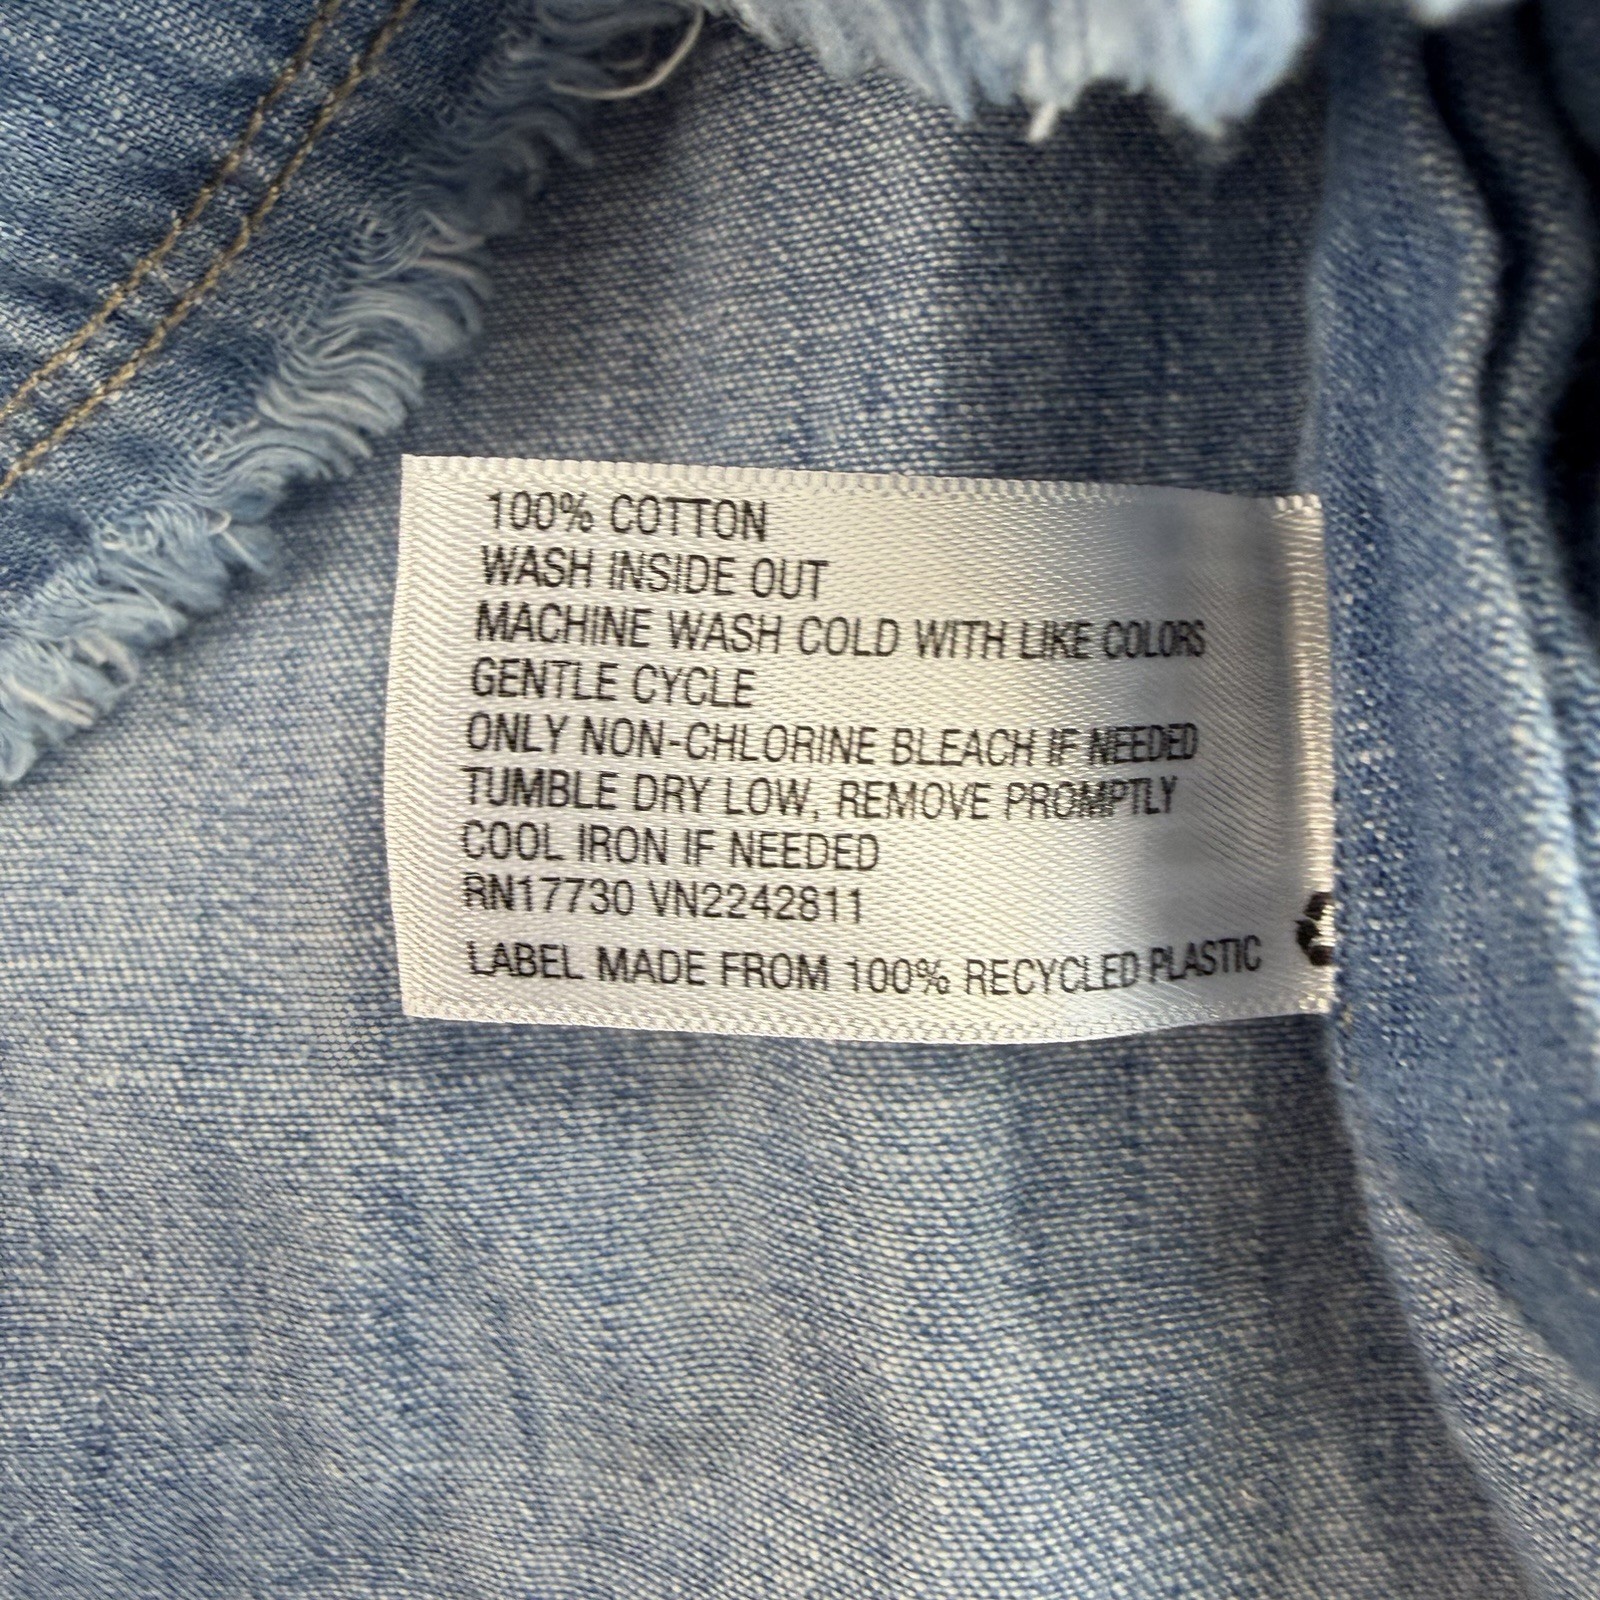 100% COTTON
WASH INSIDE OUT
MACHINE WASH COLD WITH LIKE COLORS
GENTLE CYCLE
ONLY NON-CHLORINE BLEACH IF NEEDED
TUMBLE DRY LOW, REMOVE PROMPTLY
COOL IRON IF NEEDED
RN17730 VN2242811
LABEL MADE FROM 100% RECYCLED PLASTIC